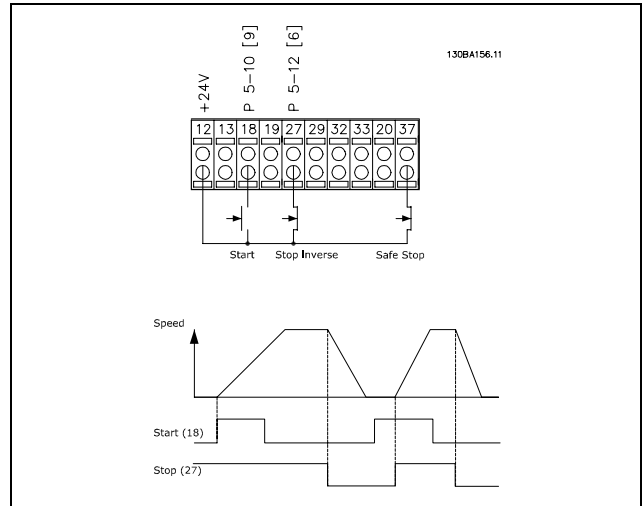 130BA156.11
+24V
P 5-10 [9]
P 5-12 [6]
12 13 18 19 27 29 32 33 20 37
Start Stop Inverse Safe Stop
Speed
Start (18)
Stop (27)